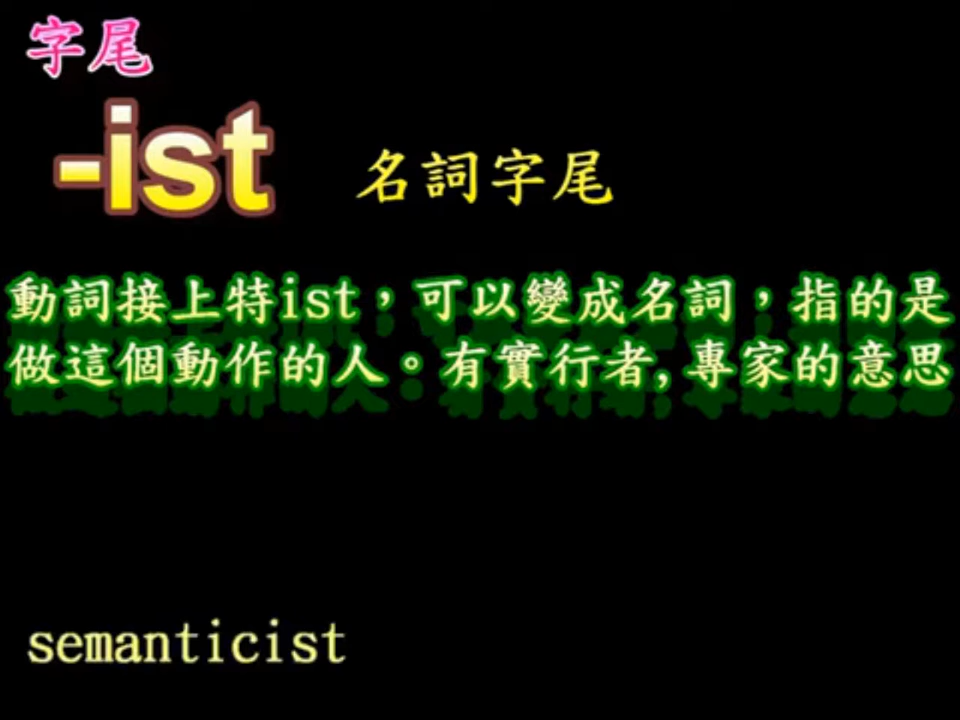 字尾
-ist 名詞字尾
動詞接上特ist，可以變成名詞，指的是
做這個動作的人。有實行者,專家的意思
semanticist